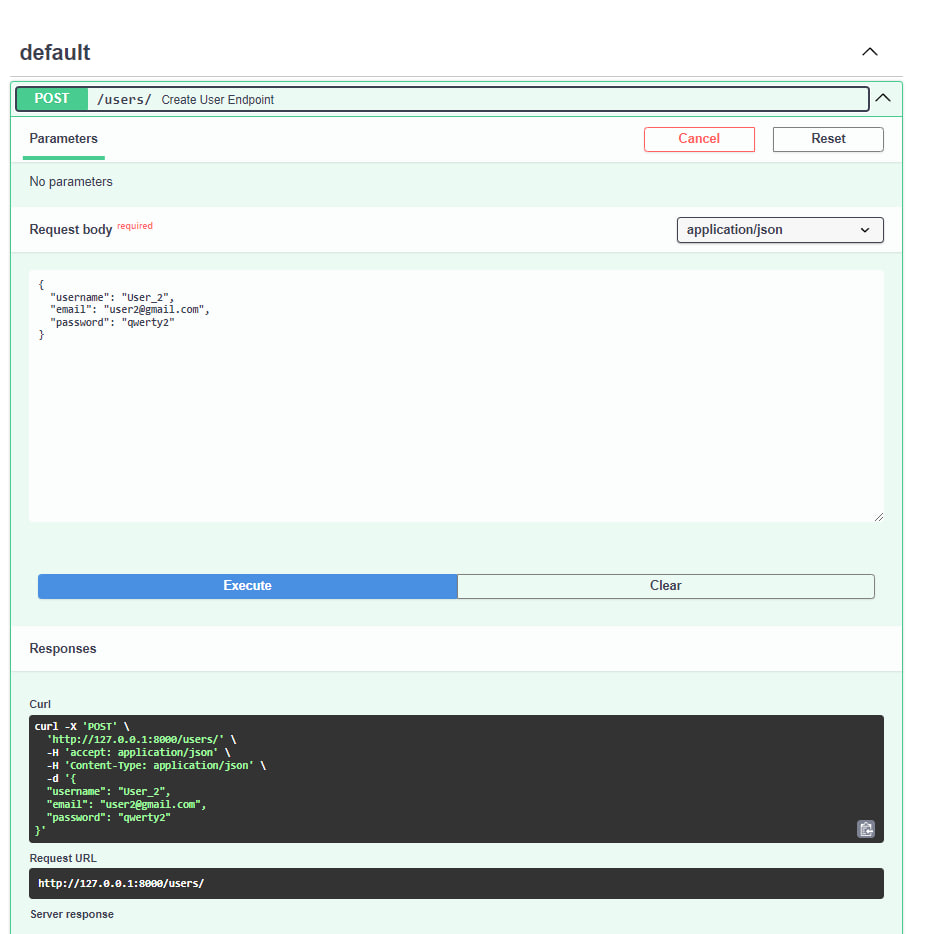 default
POST /users/ Create User Endpoint
Parameters
Cancel
Reset
No parameters
Request body required
application/json
{
  "username": "User_2",
  "email": "user2@gmail.com",
  "password": "qwerty2"
}
Execute
Clear
Responses
Curl
curl -X 'POST' \
  'http://127.0.0.1:8000/users/' \
  -H 'accept: application/json' \
  -H 'Content-Type: application/json' \
  -d '{
  "username": "User_2",
  "email": "user2@gmail.com",
  "password": "qwerty2"
}'
Request URL
http://127.0.0.1:8000/users/
Server response